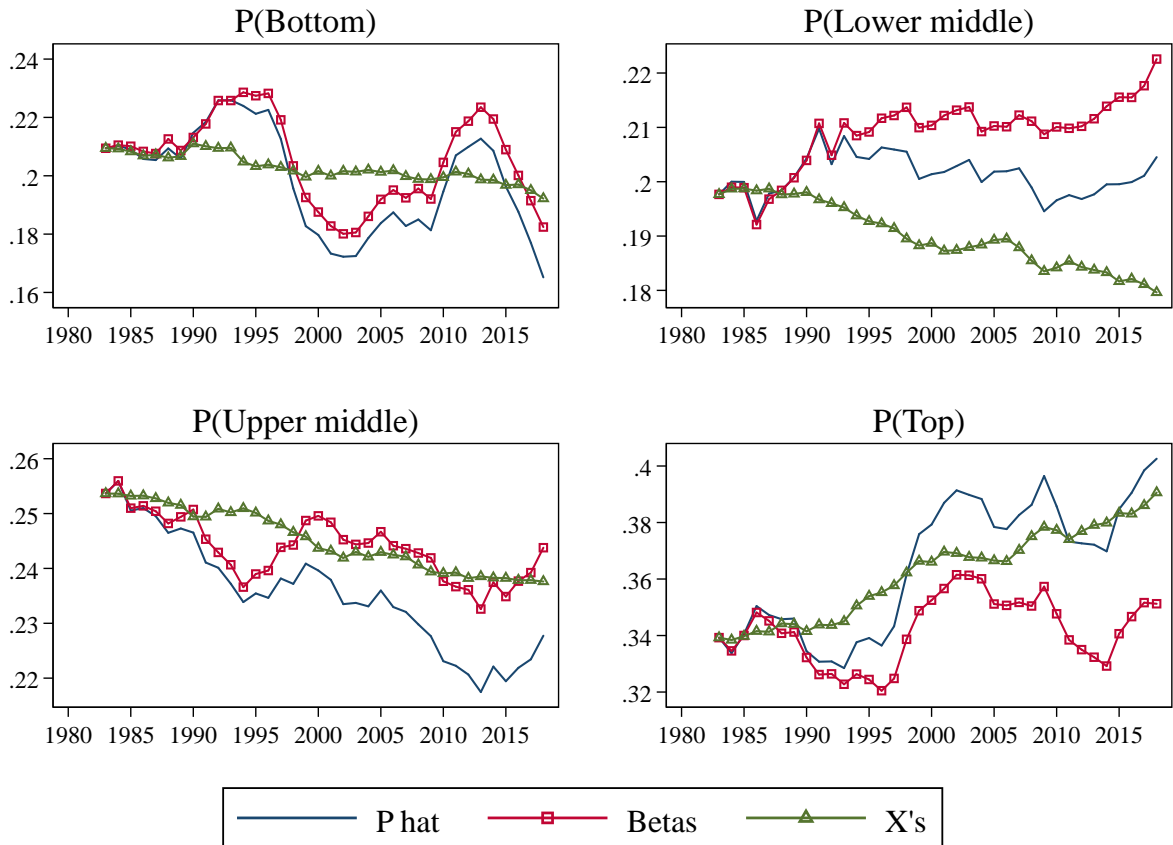 P(Bottom)
.24
.22
.2
.18
.16
1980 1985 1990 1995 2000 2005 2010 2015
P(Lower middle)
.22
.21
.2
.19
.18
1980 1985 1990 1995 2000 2005 2010 2015
P(Upper middle)
.26
.25
.24
.23
.22
1980 1985 1990 1995 2000 2005 2010 2015
P(Top)
.4
.38
.36
.34
.32
1980 1985 1990 1995 2000 2005 2010 2015
P hat Betas X's